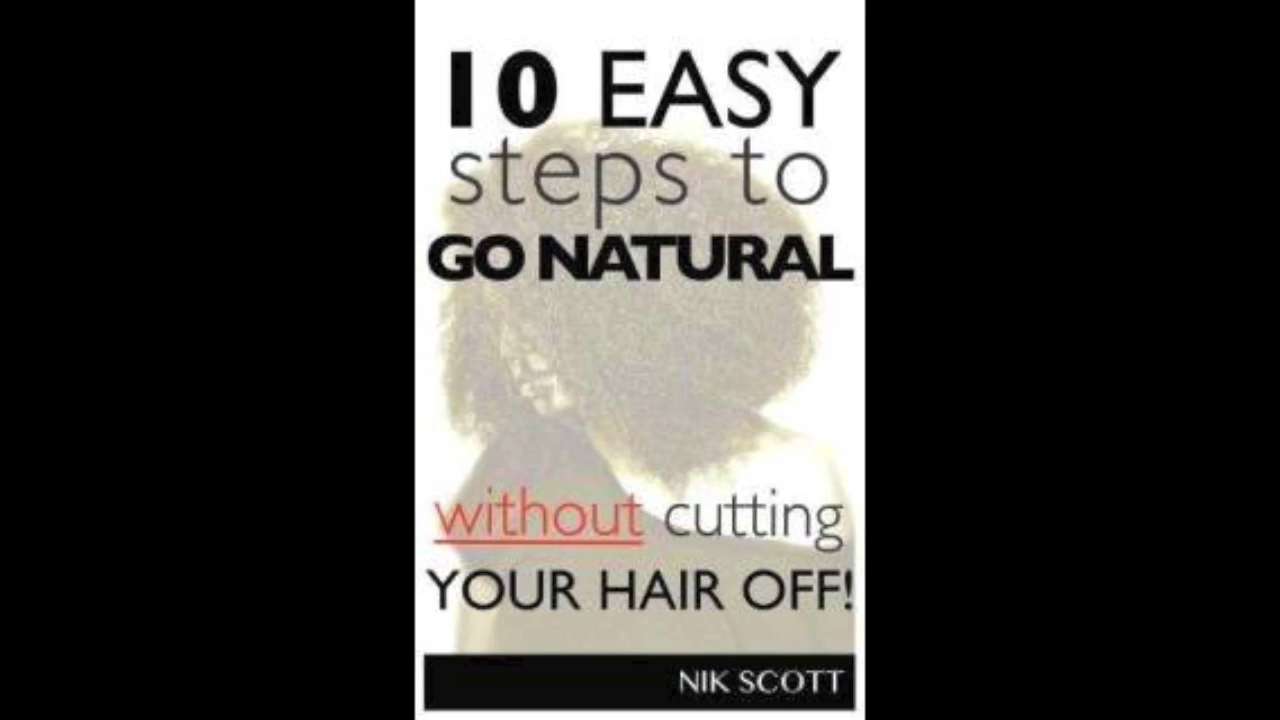 10 EASY
steps to
GO NATURAL
without cutting
YOUR HAIR OFF!
NIK SCOTT